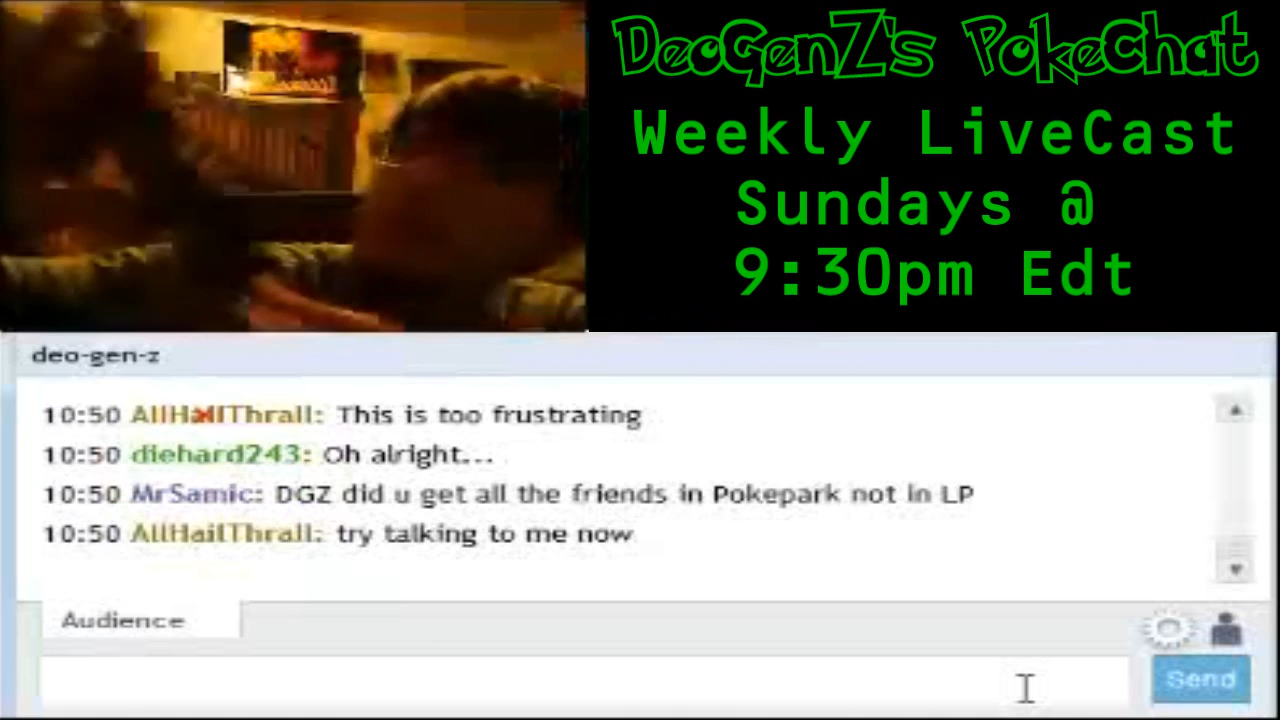 DeoGenZ's PokeChat
Weekly LiveCast
Sundays @
9:30pm Edt
deo-gen-z
10:50 AllHailThrall: This is too frustrating
10:50 diehard243: Oh alright...
10:50 MrSamic: DGZ did u get all the friends in Pokepark not in LP
10:50 AllHailThrall: try talking to me now
Audience
Send